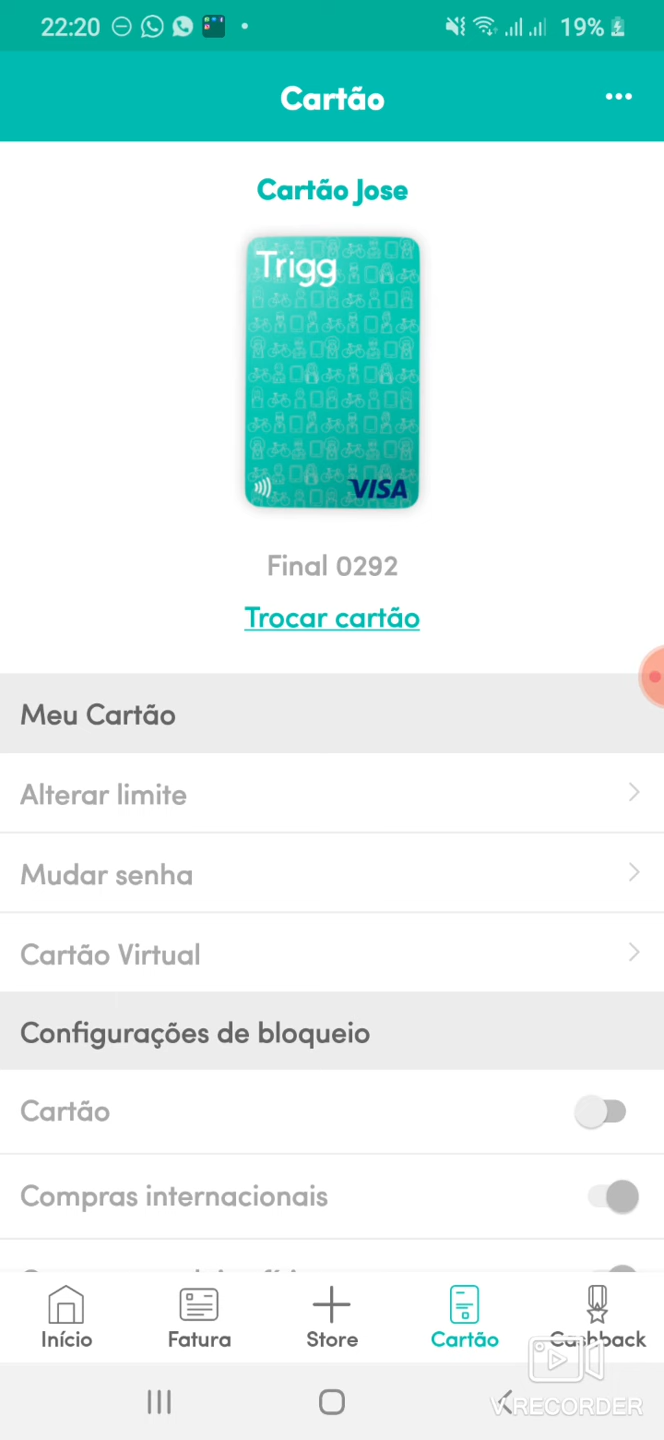 22:20
19%
Cartão
Cartão Jose
Trigg
VISA
Final 0292
Trocar cartão
Meu Cartão
Alterar limite
Mudar senha
Cartão Virtual
Configurações de bloqueio
Cartão
Compras internacionais
Início
Fatura
Store
Cartão
Cashback
VRECORDER